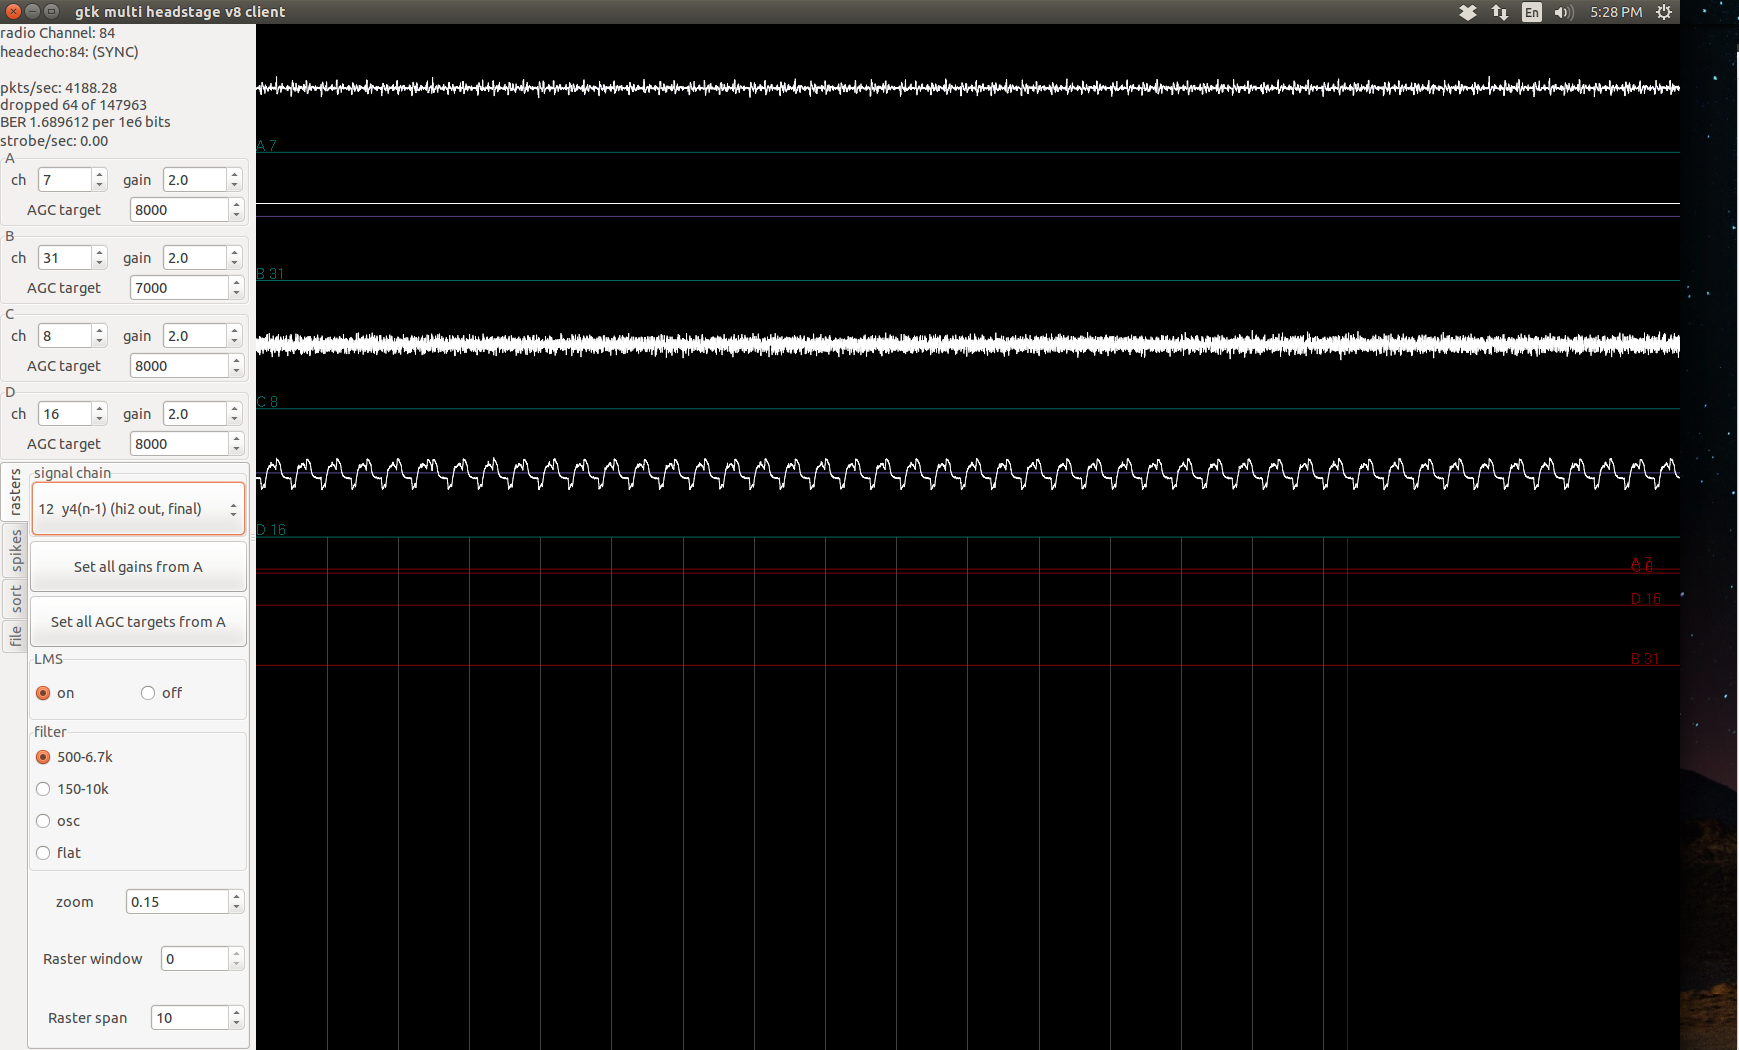 gtk multi headstage v8 client
En
5:28 PM
radio Channel: 84
headecho:84: (SYNC)
pkts/sec: 4188.28
dropped 64 of 147963
BER 1.689612 per 1e6 bits
strobe/sec: 0.00
A
ch 7 gain 2.0
AGC target 8000
B
ch 31 gain 2.0
AGC target 7000
C
ch 8 gain 2.0
AGC target 8000
D
ch 16 gain 2.0
AGC target 8000
rasters
spikes
sort
file
signal chain
12 y4(n-1) (hi2 out, final)
Set all gains from A
Set all AGC targets from A
LMS
on off
filter
500-6.7k
150-10k
osc
flat
zoom 0.15
Raster window 0
Raster span 10
A 7
B 31
C 8
D 16
A 7
C 8
D 16
B 31